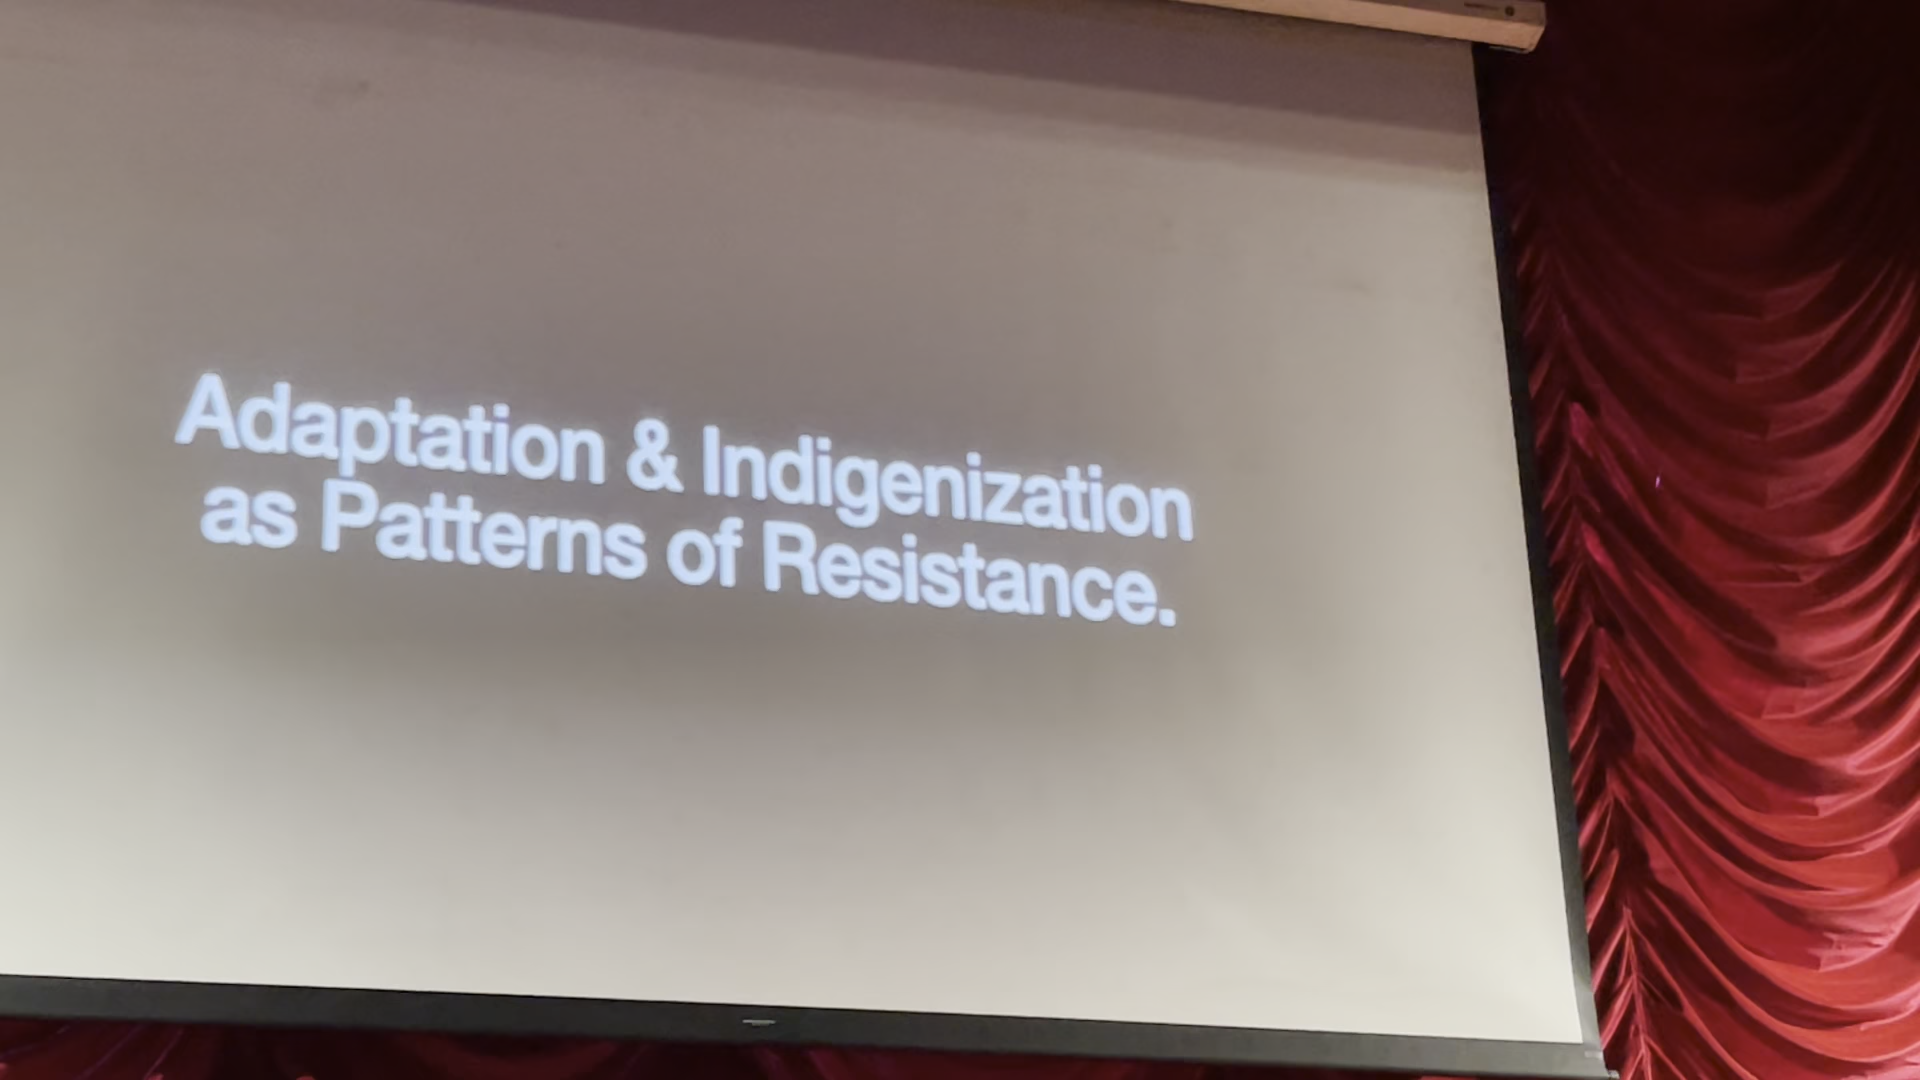 Adaptation & Indigenization
as Patterns of Resistance.